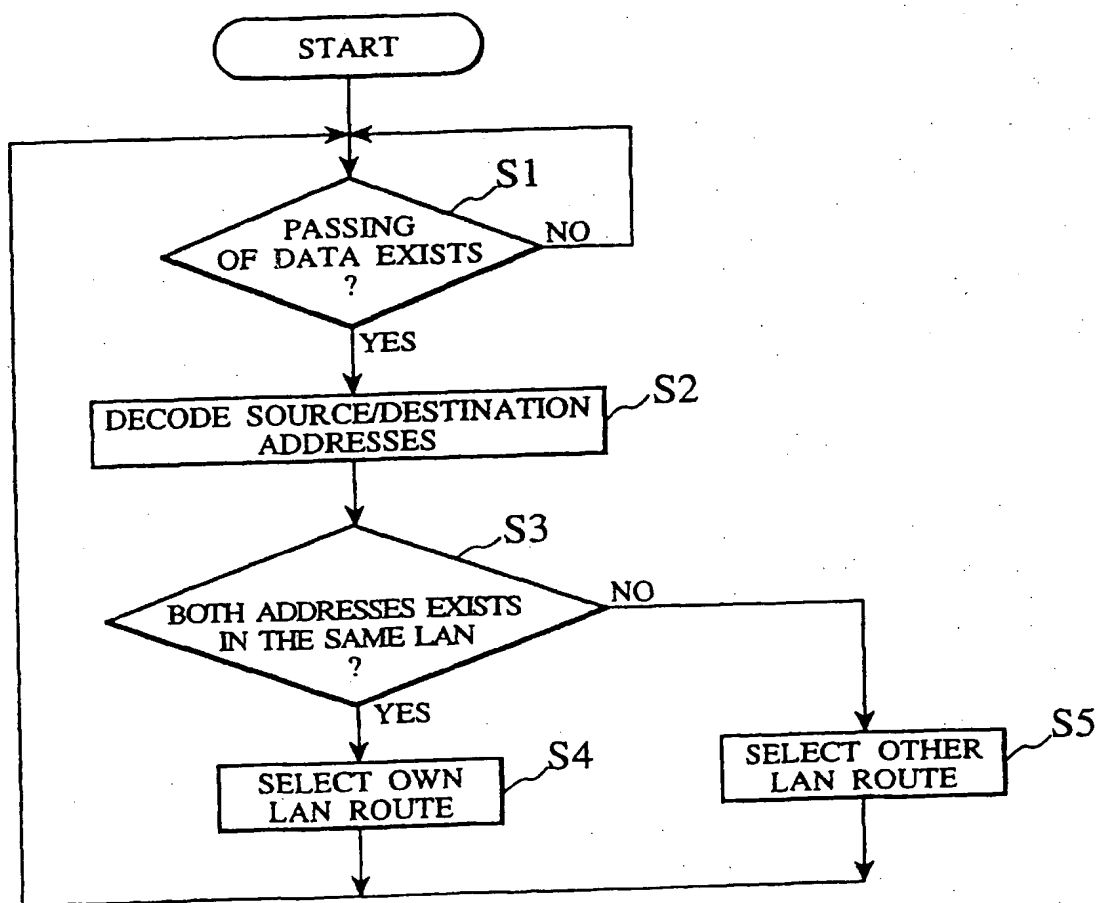 START
S1
PASSING
OF DATA EXISTS
?
NO
YES
S2
DECODE SOURCE/DESTINATION
ADDRESSES
S3
BOTH ADDRESSES EXISTS
IN THE SAME LAN
?
NO
YES
S4
SELECT OWN
LAN ROUTE
S5
SELECT OTHER
LAN ROUTE